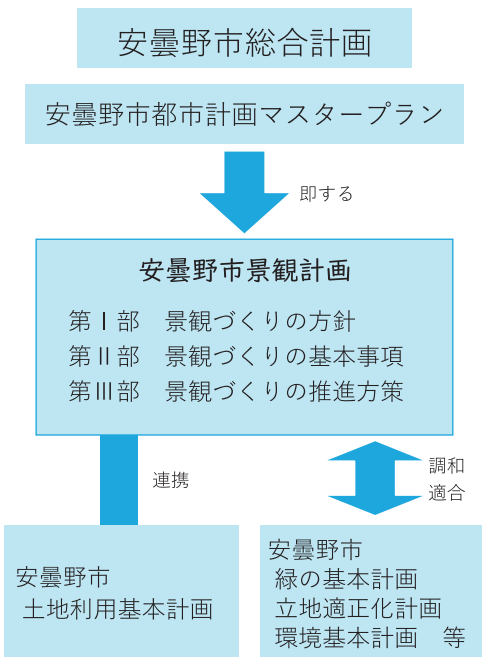 安曇野市総合計画
安曇野市都市計画マスタープラン
即する
安曇野市景観計画
第Ⅰ部　景観づくりの方針
第Ⅱ部　景観づくりの基本事項
第Ⅲ部　景観づくりの推進方策
連携
調和
適合
安曇野市
土地利用基本計画
安曇野市
緑の基本計画
立地適正化計画
環境基本計画　等